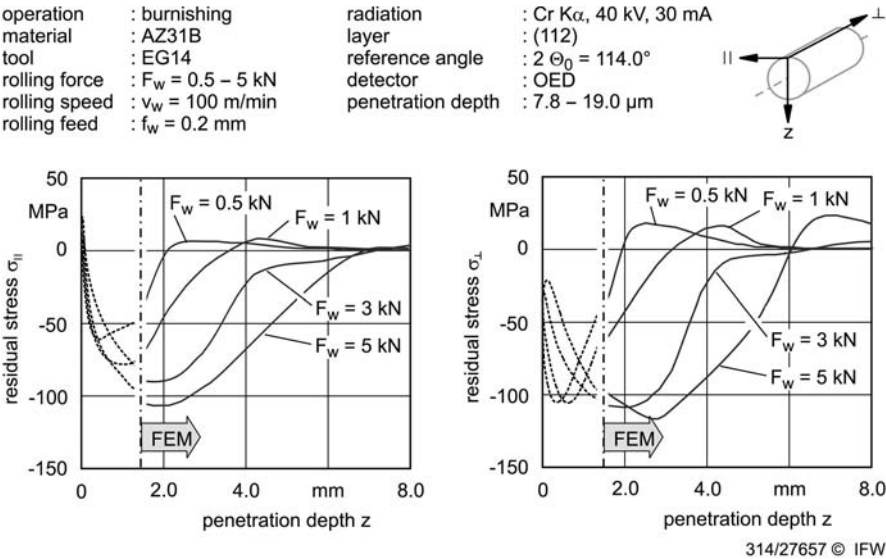 operation : burnishing
material : AZ31B
tool : EG14
rolling force : F_w = 0.5 – 5 kN
rolling speed : v_w = 100 m/min
rolling feed : f_w = 0.2 mm
radiation : Cr Kα, 40 kV, 30 mA
layer : (112)
reference angle : 2 Θ_0 = 114.0°
detector : OED
penetration depth : 7.8 – 19.0 µm
⊥
||
z
50
MPa
0
-50
-100
-150
residual stress σ_||
F_w = 0.5 kN
F_w = 1 kN
F_w = 3 kN
F_w = 5 kN
FEM
0 2.0 4.0 mm 8.0
penetration depth z
50
MPa
0
-50
-100
-150
residual stress σ_⊥
F_w = 0.5 kN
F_w = 1 kN
F_w = 3 kN
F_w = 5 kN
FEM
0 2.0 4.0 mm 8.0
penetration depth z
314/27657 © IFW